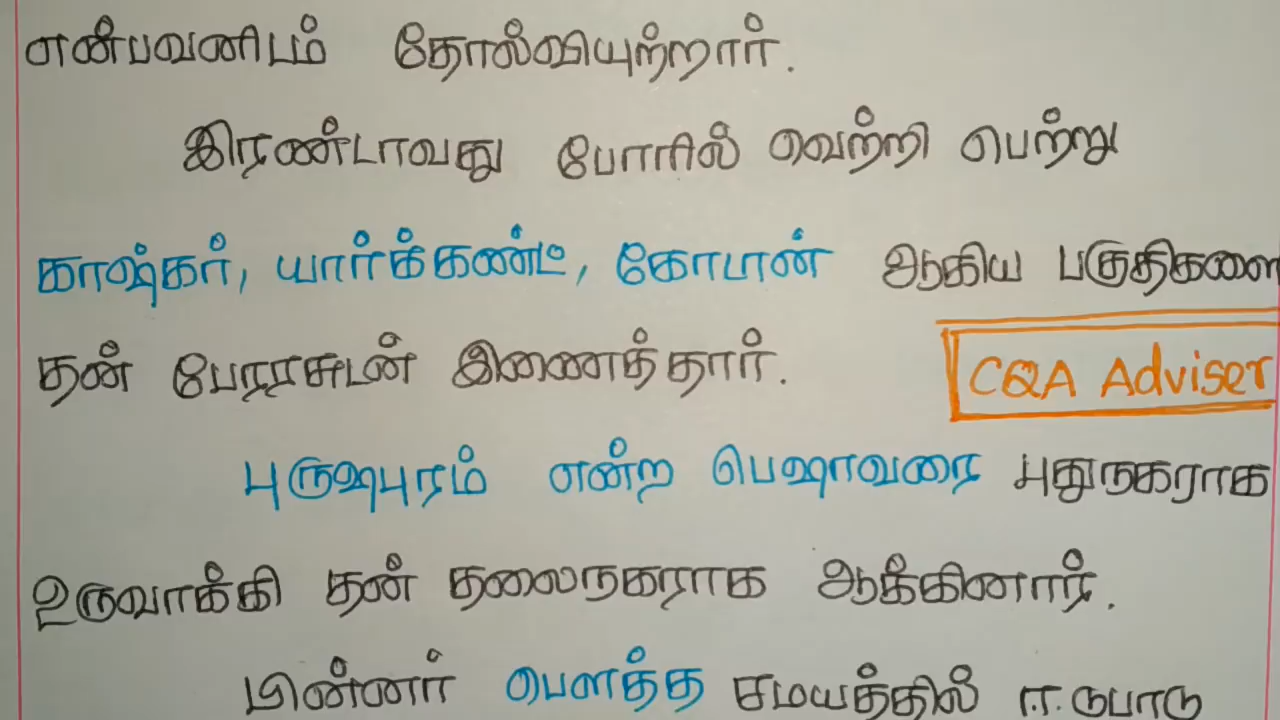 என்பவனிடம் தோல்வியுற்றார்.
இரண்டாவது போரில் வெற்றி பெற்று
காஷ்கர், யார்க்கண்ட், கோடான் ஆகிய பகுதிகளை
தன் பேரரசுடன் இணைத்தார்.
CQA Adviser
புருஷபுரம் என்ற பெஷாவரை புதுநகராக
உருவாக்கி தன் தலைநகராக ஆக்கினார்.
பின்னர் பௌத்த சமயத்தில் ஈடுபாடு